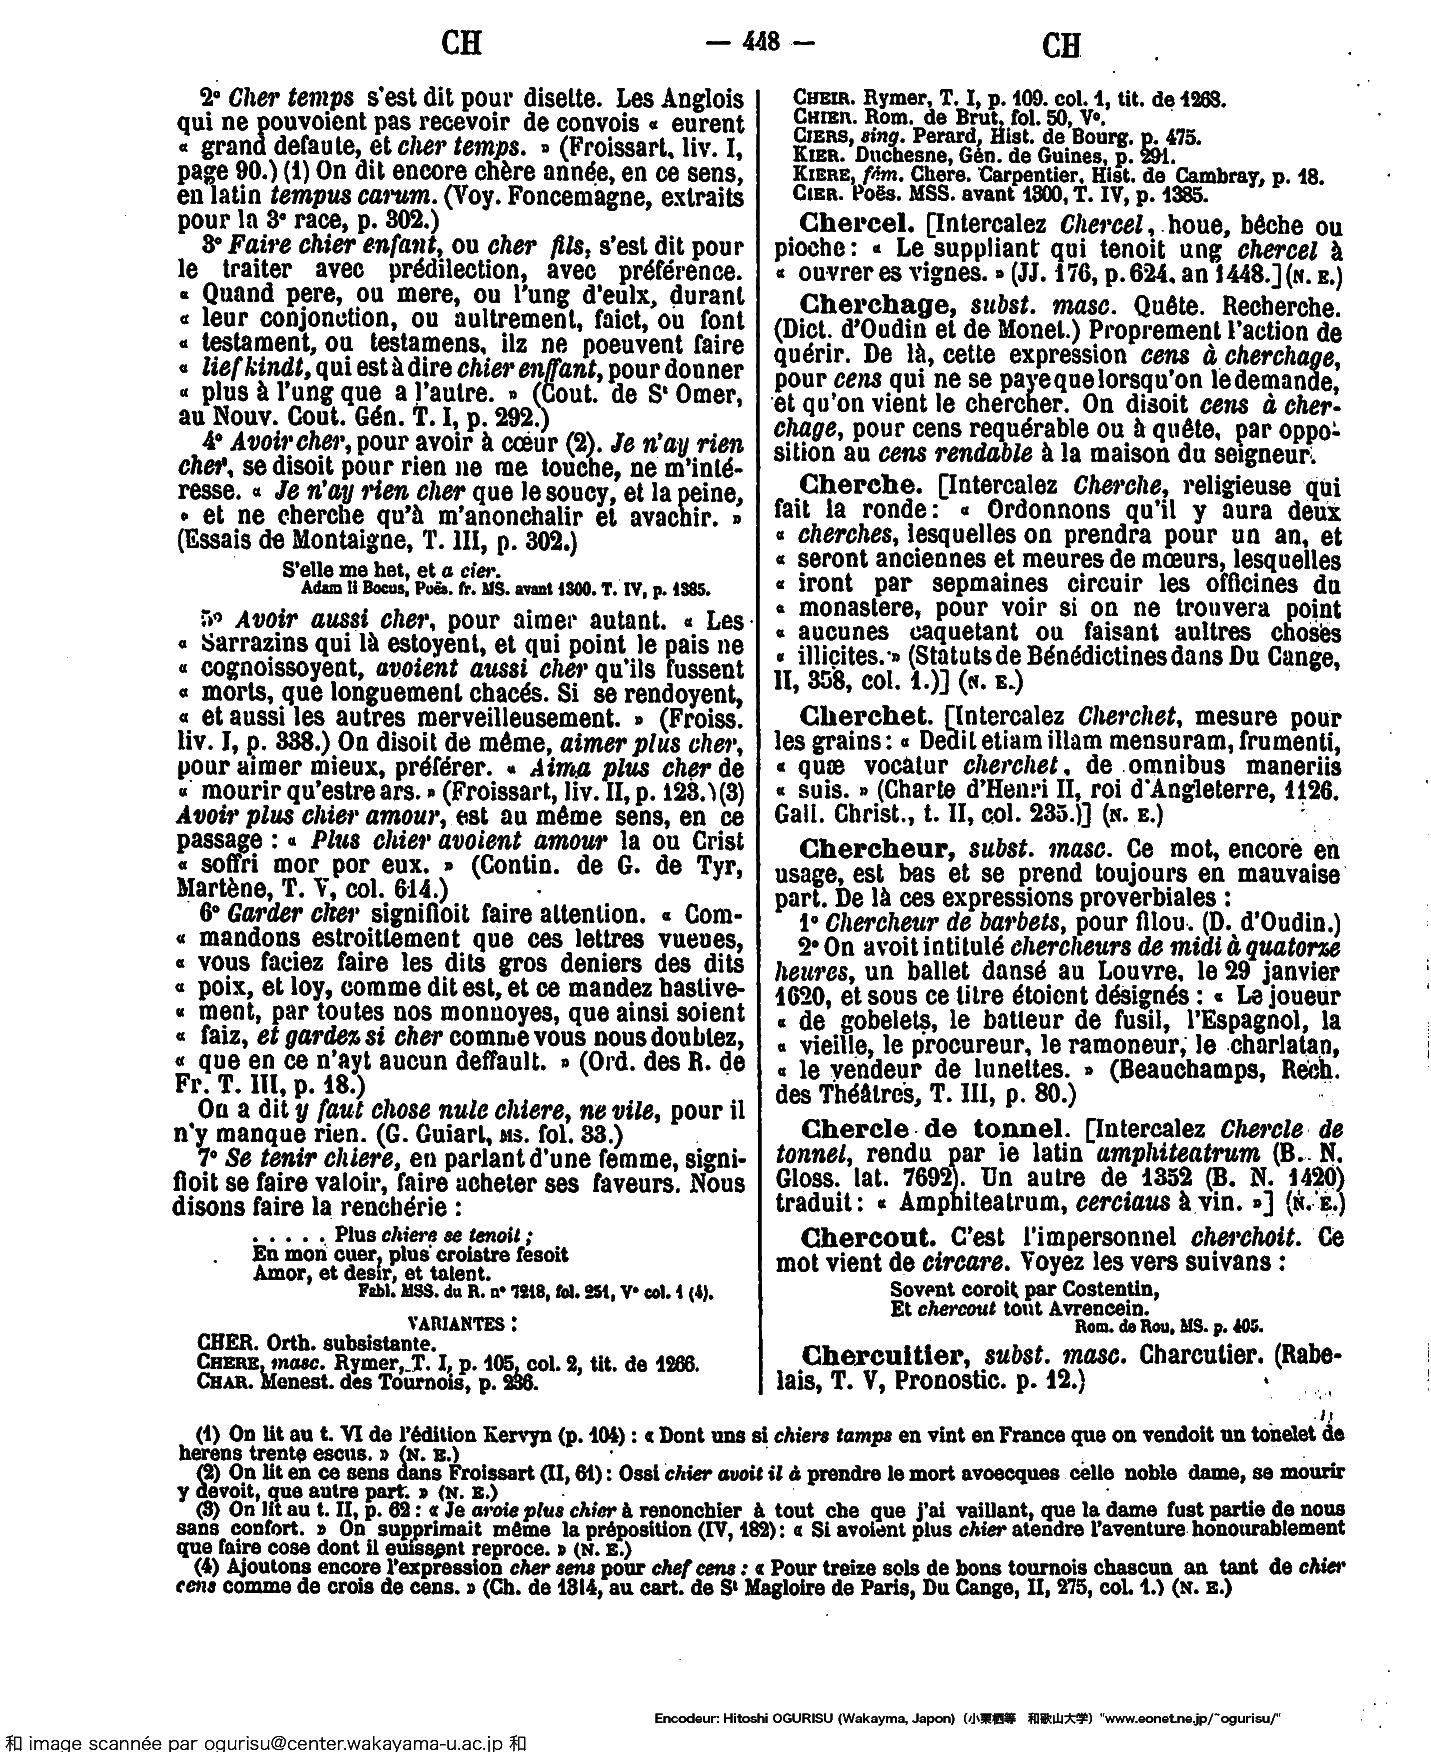 CH
— 448 —
CH
2° Cher temps s'est dit pour disette. Les Anglois
qui ne pouvoient pas recevoir de convois « eurent
« grand defaute, et cher temps. » (Froissart, liv. I,
page 90.) (1) On dit encore chère année, en ce sens,
en latin tempus carum. (Voy. Foncemagne, extraits
pour la 3e race, p. 302.)
3° Faire chier enfant, ou cher fils, s'est dit pour
le traiter avec prédilection, avec préférence.
« Quand pere, ou mere, ou l'ung d'eulx, durant
« leur conjonction, ou aultrement, faict, ou font
« testament, ou testamens, ilz ne poeuvent faire
« lief kindt, qui est à dire chier enffant, pour donner
« plus à l'ung que a l'autre. » (Cout. de St Omer,
au Nouv. Cout. Gén. T. I, p. 292.)
4° Avoir cher, pour avoir à cœur (2). Je n'ay rien
cher, se disoit pour rien ne me touche, ne m'inté-
resse. « Je n'ay rien cher que le soucy, et la peine,
« et ne cherche qu'à m'anonchalir et avachir. »
(Essais de Montaigne, T. III, p. 302.)
S'elle me het, et a cier.
Adam li Bocus, Poës. fr. MS. avant 1300. T. IV, p. 1385.
5° Avoir aussi cher, pour aimer autant. « Les
« Sarrazins qui là estoyent, et qui point le pais ne
« cognoissoyent, avoient aussi cher qu'ils fussent
« morts, que longuement chacés. Si se rendoyent,
« et aussi les autres merveilleusement. » (Froiss.
liv. I, p. 338.) On disoit de même, aimer plus cher,
pour aimer mieux, préférer. « Aima plus cher de
« mourir qu'estre ars. » (Froissart, liv. II, p. 123.) (3)
Avoir plus chier amour, est au même sens, en ce
passage : « Plus chier avoient amour la ou Crist
« soffri mor por eux. » (Contin. de G. de Tyr,
Martène, T. V, col. 614.)
6° Garder cher signifioit faire attention. « Com-
« mandons estroittement que ces lettres vueues,
« vous faciez faire les dits gros deniers des dits
« poix, et loy, comme dit est, et ce mandez hastive-
« ment, par toutes nos monnoyes, que ainsi soient
« faiz, et gardez si cher comme vous nous doubtez,
« que en ce n'ayt aucun deffault. » (Ord. des R. de
Fr. T. III, p. 18.)
On a dit y faut chose nule chiere, ne vile, pour il
n'y manque rien. (G. Guiart, MS. fol. 33.)
7° Se tenir chiere, en parlant d'une femme, signi-
fioit se faire valoir, faire acheter ses faveurs. Nous
disons faire la renchérie :
. . . . . Plus chiere se tenoit ;
En mon cuer, plus croistre fesoit
Amor, et desir, et talent.
Fabl. MSS. du R. n° 7218, fol. 251, V° col. 1 (4).
VARIANTES :
CHER. Orth. subsistante.
CHERE, masc. Rymer, T. I, p. 105, col. 2, tit. de 1266.
CHAR. Menest. des Tournois, p. 236.
CHEIR. Rymer, T. I, p. 109. col. 1, tit. de 1268.
CHIER. Rom. de Brut, fol. 50, V°.
CIERS, sing. Perard, Hist. de Bourg. p. 475.
KIER. Duchesne, Gén. de Guines, p. 291.
KIERE, fém. Chere. Carpentier, Hist. de Cambray, p. 18.
CIER. Poës. MSS. avant 1300, T. IV, p. 1385.
Chercel. [Intercalez Chercel, houe, bêche ou
pioche : « Le suppliant qui tenoit ung chercel à
« ouvrer es vignes. » (JJ. 176, p. 624. an 1448.] (N. E.)
Cherchage, subst. masc. Quête. Recherche.
(Dict. d'Oudin et de Monet.) Proprement l'action de
quérir. De là, cette expression cens à cherchage,
pour cens qui ne se paye que lorsqu'on le demande,
et qu'on vient le chercher. On disoit cens à cher-
chage, pour cens requérable ou à quête, par oppo-
sition au cens rendable à la maison du seigneur.
Cherche. [Intercalez Cherche, religieuse qui
fait la ronde : « Ordonnons qu'il y aura deux
« cherches, lesquelles on prendra pour un an, et
« seront anciennes et meures de mœurs, lesquelles
« iront par sepmaines circuir les officines du
« monastere, pour voir si on ne trouvera point
« aucunes caquetant ou faisant aultres choses
« illicites. » (Statuts de Bénédictines dans Du Cange,
II, 358, col. 1.)] (N. E.)
Cherchet. [Intercalez Cherchet, mesure pour
les grains : « Dedit etiam illam mensuram, frumenti,
« quæ vocatur cherchet, de omnibus maneriis
« suis. » (Charte d'Henri II, roi d'Angleterre, 1126.
Gall. Christ., t. II, col. 235.)] (N. E.)
Chercheur, subst. masc. Ce mot, encore en
usage, est bas et se prend toujours en mauvaise
part. De là ces expressions proverbiales :
1° Chercheur de barbets, pour filou. (D. d'Oudin.)
2° On avoit intitulé chercheurs de midi à quatorze
heures, un ballet dansé au Louvre, le 29 janvier
1620, et sous ce titre étoient désignés : « Le joueur
« de gobelets, le batteur de fusil, l'Espagnol, la
« vieille, le procureur, le ramoneur, le charlatan,
« le vendeur de lunettes. » (Beauchamps, Rech.
des Théâtres, T. III, p. 80.)
Chercle de tonnel. [Intercalez Chercle de
tonnel, rendu par le latin amphiteatrum (B. N.
Gloss. lat. 7692). Un autre de 1352 (B. N. 1420)
traduit : « Amphiteatrum, cerciaus à vin. »] (N. E.)
Chercout. C'est l'impersonnel cherchoit. Ce
mot vient de circare. Voyez les vers suivans :
Sovent coroit par Costentin,
Et chercout tout Avrencein.
Rom. de Rou, MS. p. 405.
Chercuitier, subst. masc. Charcutier. (Rabe-
lais, T. V, Pronostic. p. 12.)
(1) On lit au t. VI de l'édition Kervyn (p. 104) : « Dont uns si chiers tamps en vint en France que on vendoit un tonelet de
herens trente escus. » (N. E.)
(2) On lit en ce sens dans Froissart (II, 61) : Ossi chier avoit il à prendre le mort avoecques celle noble dame, se mourir
y devoit, que autre part. » (N. E.)
(3) On lit au t. II, p. 62 : « Je aroie plus chier à renonchier à tout che que j'ai vaillant, que la dame fust partie de nous
sans confort. » On supprimait même la préposition (IV, 182) : « Si avoient plus chier atendre l'aventure honourablement
que faire cose dont il euissent reproce. » (N. E.)
(4) Ajoutons encore l'expression cher sens pour chef cens : « Pour treize sols de bons tournois chascun an tant de chier
cens comme de crois de cens. » (Ch. de 1314, au cart. de St Magloire de Paris, Du Cange, II, 275, col. 1.) (N. E.)
Encodeur: Hitoshi OGURISU (Wakayma, Japon) (小栗栖等 和歌山大学) "www.eonet.ne.jp/~ogurisu/"
和 image scannée par ogurisu@center.wakayama-u.ac.jp 和